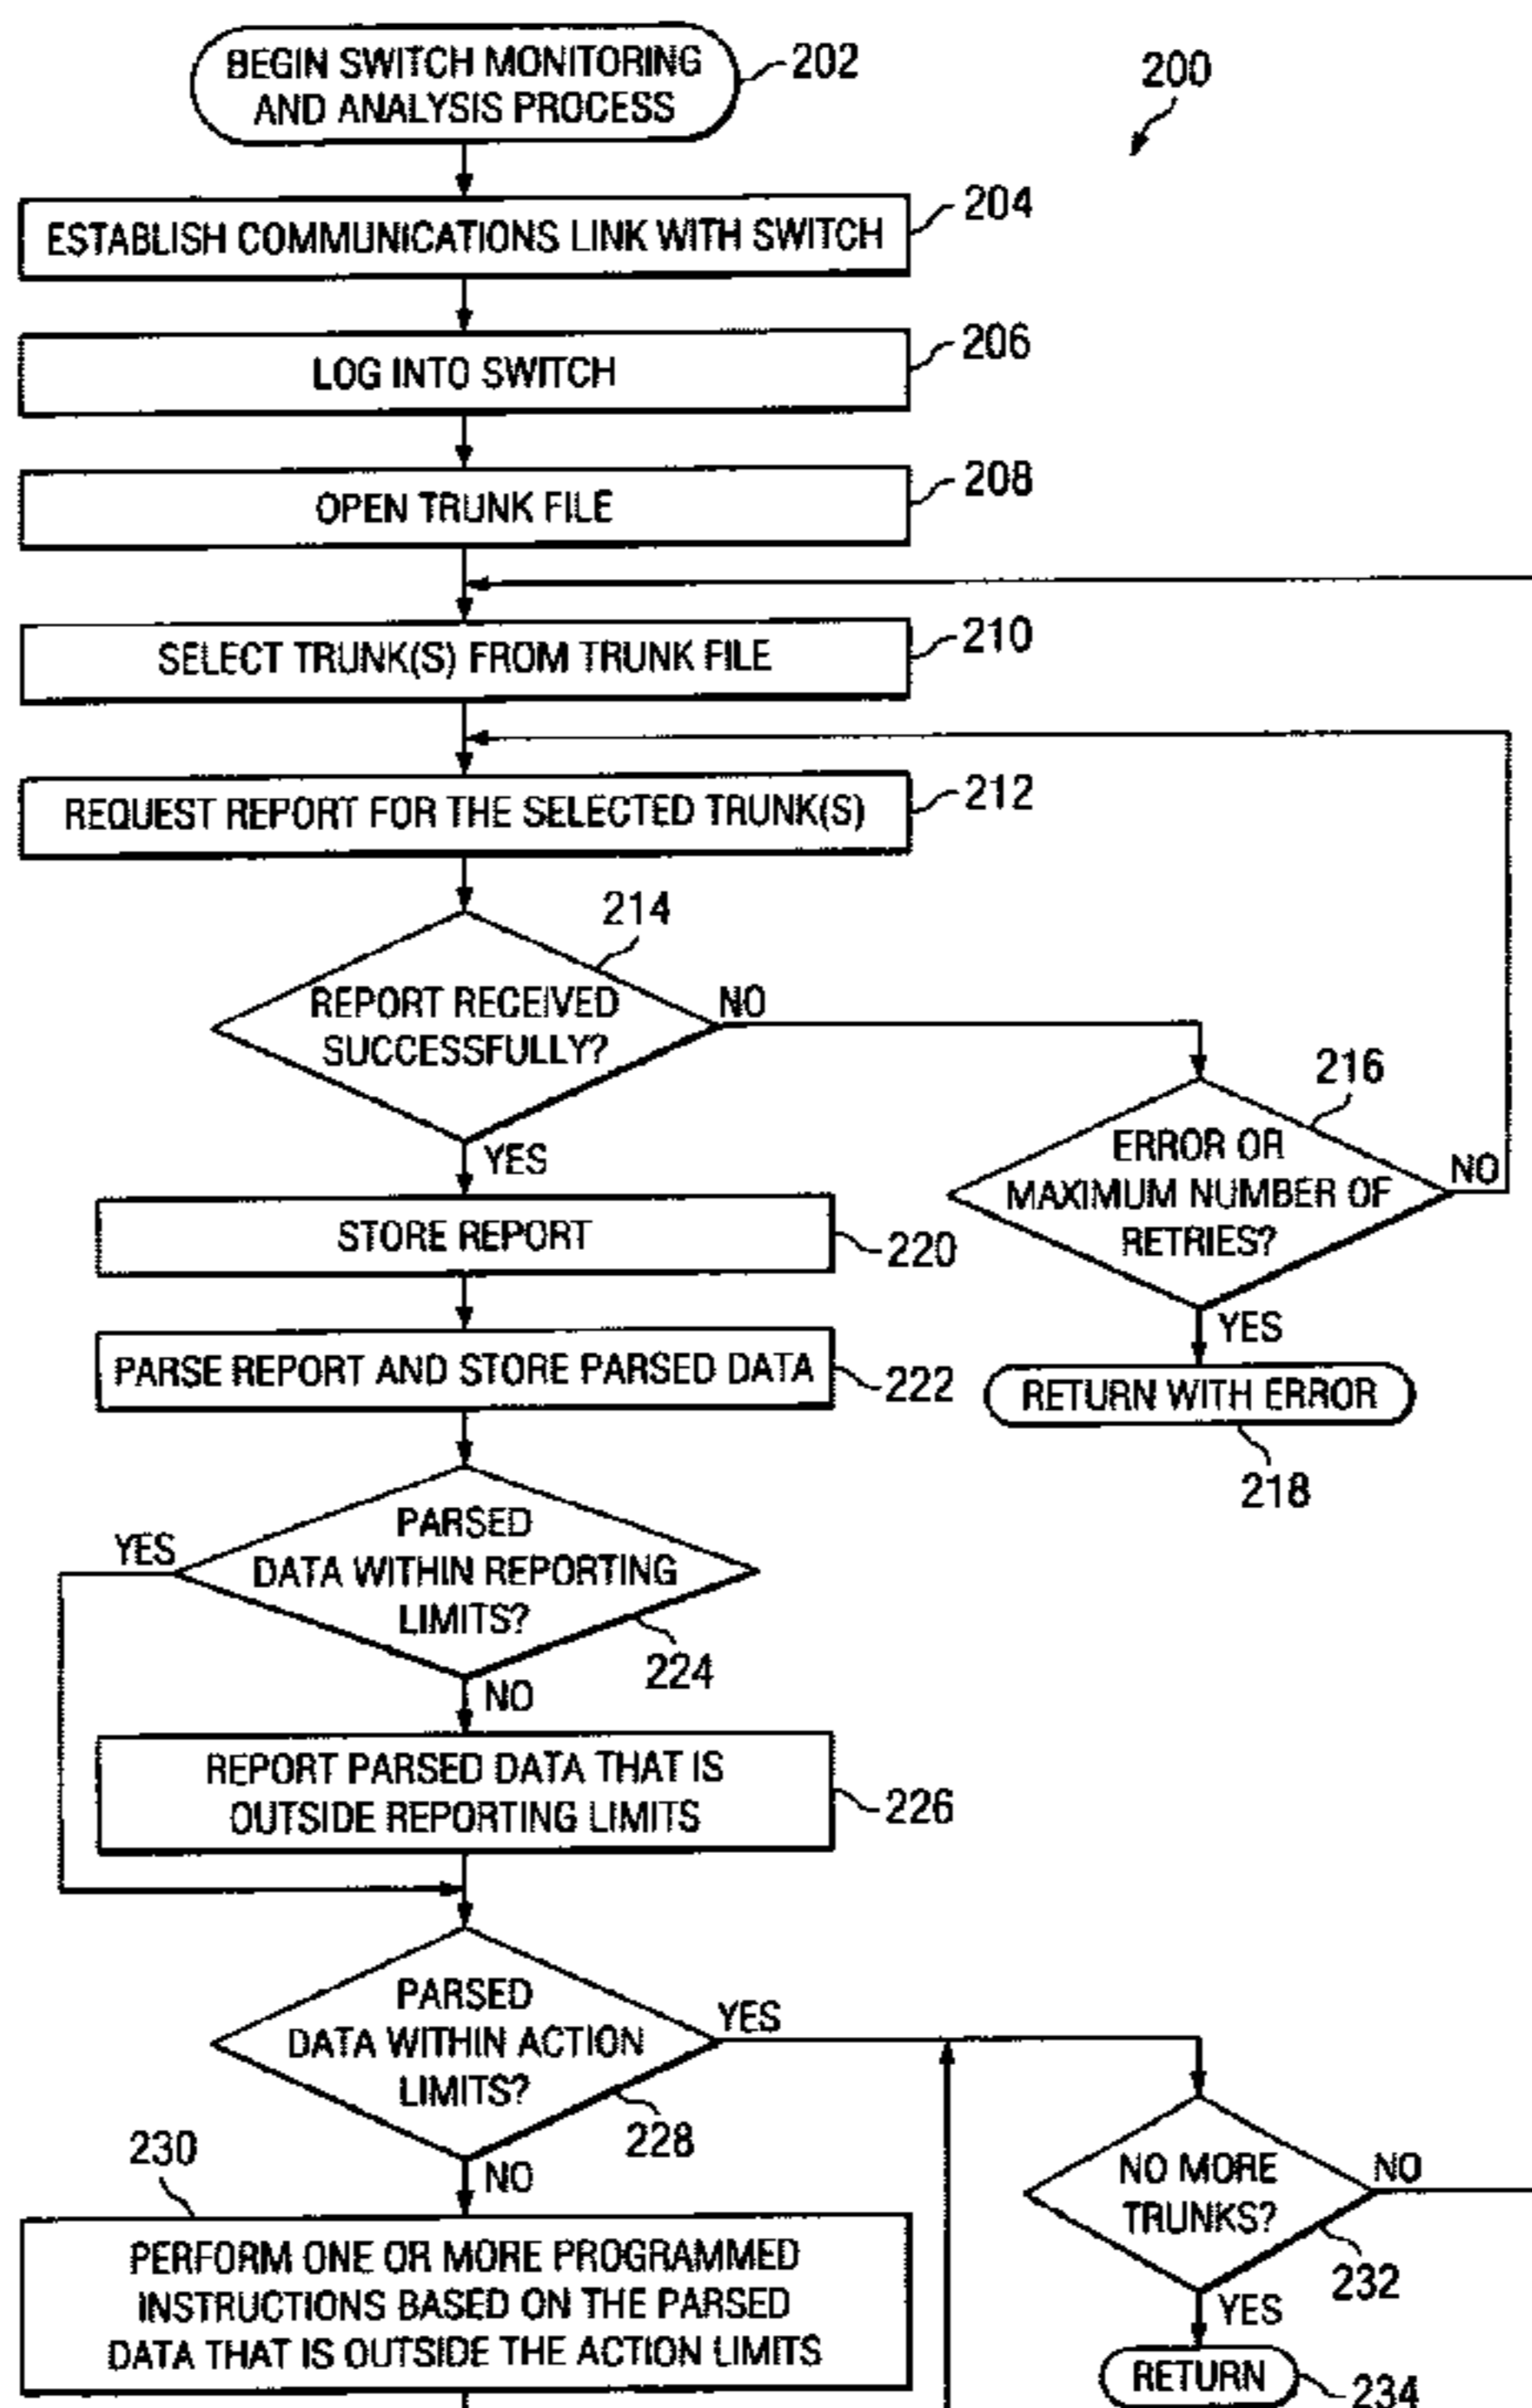 BEGIN SWITCH MONITORING
AND ANALYSIS PROCESS
202
200
ESTABLISH COMMUNICATIONS LINK WITH SWITCH
204
LOG INTO SWITCH
206
OPEN TRUNK FILE
208
SELECT TRUNK(S) FROM TRUNK FILE
210
REQUEST REPORT FOR THE SELECTED TRUNK(S)
212
214
REPORT RECEIVED
SUCCESSFULLY?
NO
YES
216
ERROR OR
MAXIMUM NUMBER OF
RETRIES?
NO
YES
RETURN WITH ERROR
218
STORE REPORT
220
PARSE REPORT AND STORE PARSED DATA
222
PARSED
DATA WITHIN REPORTING
LIMITS?
YES
224
NO
REPORT PARSED DATA THAT IS
OUTSIDE REPORTING LIMITS
226
PARSED
DATA WITHIN ACTION
LIMITS?
YES
228
NO
230
PERFORM ONE OR MORE PROGRAMMED
INSTRUCTIONS BASED ON THE PARSED
DATA THAT IS OUTSIDE THE ACTION LIMITS
NO MORE
TRUNKS?
NO
232
YES
RETURN
234